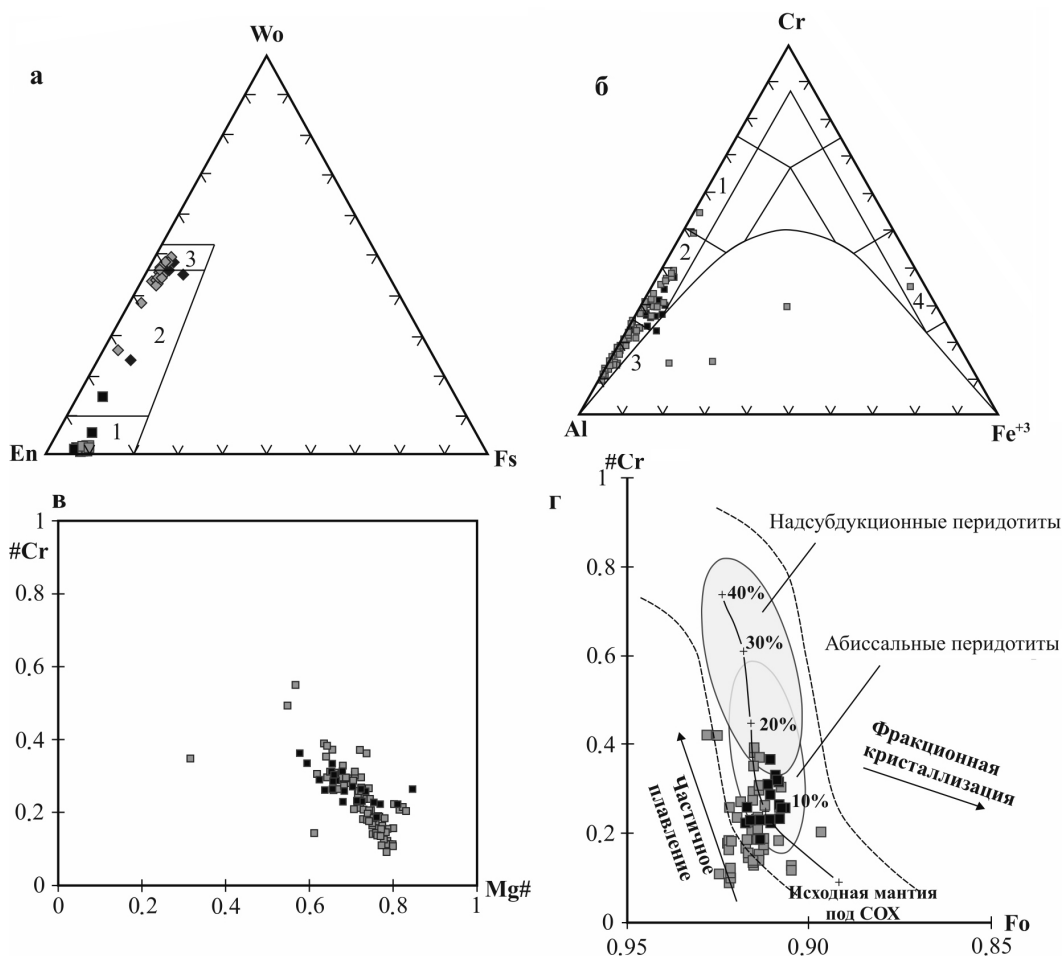 а
Wo
3
2
1
En
Fs
б
Cr
1
2
3
4
Al
Fe+3
в
#Cr
1
0.8
0.6
0.4
0.2
0
0
0.2
0.4
0.6
0.8
1
Mg#
г
#Cr
1
0.8
0.6
0.4
0.2
0
0.95
0.90
0.85
Fo
Надсубдукционные перидотиты
Абиссальные перидотиты
+40%
+30%
+20%
10%
+
Частичное
плавление
Фракционная
кристаллизация
Исходная мантия
под СОХ